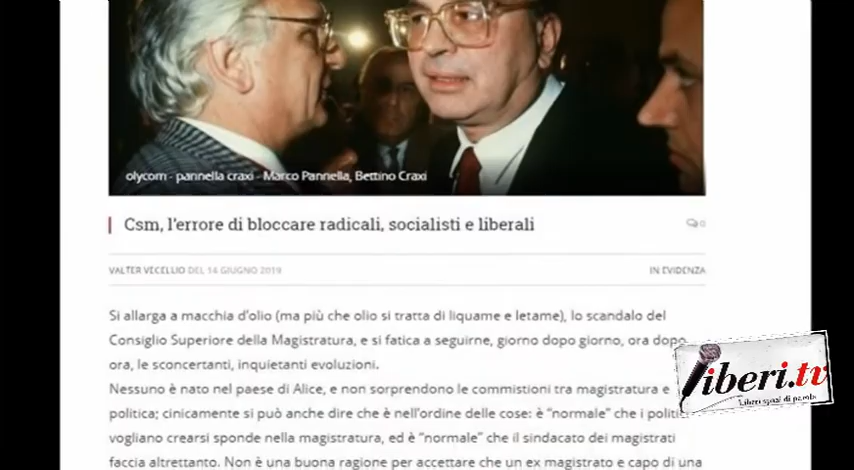 olycom - pannella craxi - Marco Pannella, Bettino Craxi
Csm, l'errore di bloccare radicali, socialisti e liberali
0
VALTER VECELLIO DEL 14 GIUGNO 2019
IN EVIDENZA
Si allarga a macchia d'olio (ma più che olio si tratta di liquame e letame), lo scandalo del
Consiglio Superiore della Magistratura, e si fatica a seguirne, giorno dopo giorno, ora dopo
ora, le sconcertanti, inquietanti evoluzioni.
Nessuno è nato nel paese di Alice, e non sorprendono le commistioni tra magistratura e
politica; cinicamente si può anche dire che è nell'ordine delle cose: è "normale" che i
vogliano crearsi sponde nella magistratura, ed è "normale" che il sindacato dei magistrati
faccia altrettanto. Non è una buona ragione per accettare che un ex magistrato e capo di una
liberi.tv
Liberi spazi di parola